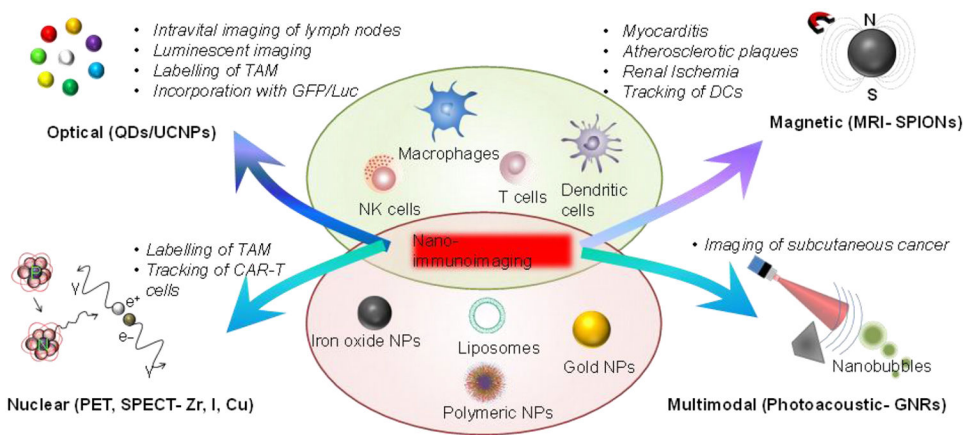 • Intravital imaging of lymph nodes
• Luminescent imaging
• Labelling of TAM
• Incorporation with GFP/Luc
Optical (QDs/UCNPs)
• Myocarditis
• Atherosclerotic plaques
• Renal Ischemia
• Tracking of DCs
N
S
Magnetic (MRI- SPIONs)
Macrophages
NK cells
T cells
Dendritic
cells
Nano-
immunoimaging
• Labelling of TAM
• Tracking of CAR-T
cells
P
N
γ
e+
e−
γ
Nuclear (PET, SPECT- Zr, I, Cu)
Iron oxide NPs
Liposomes
Gold NPs
Polymeric NPs
• Imaging of subcutaneous cancer
Nanobubbles
Multimodal (Photoacoustic- GNRs)